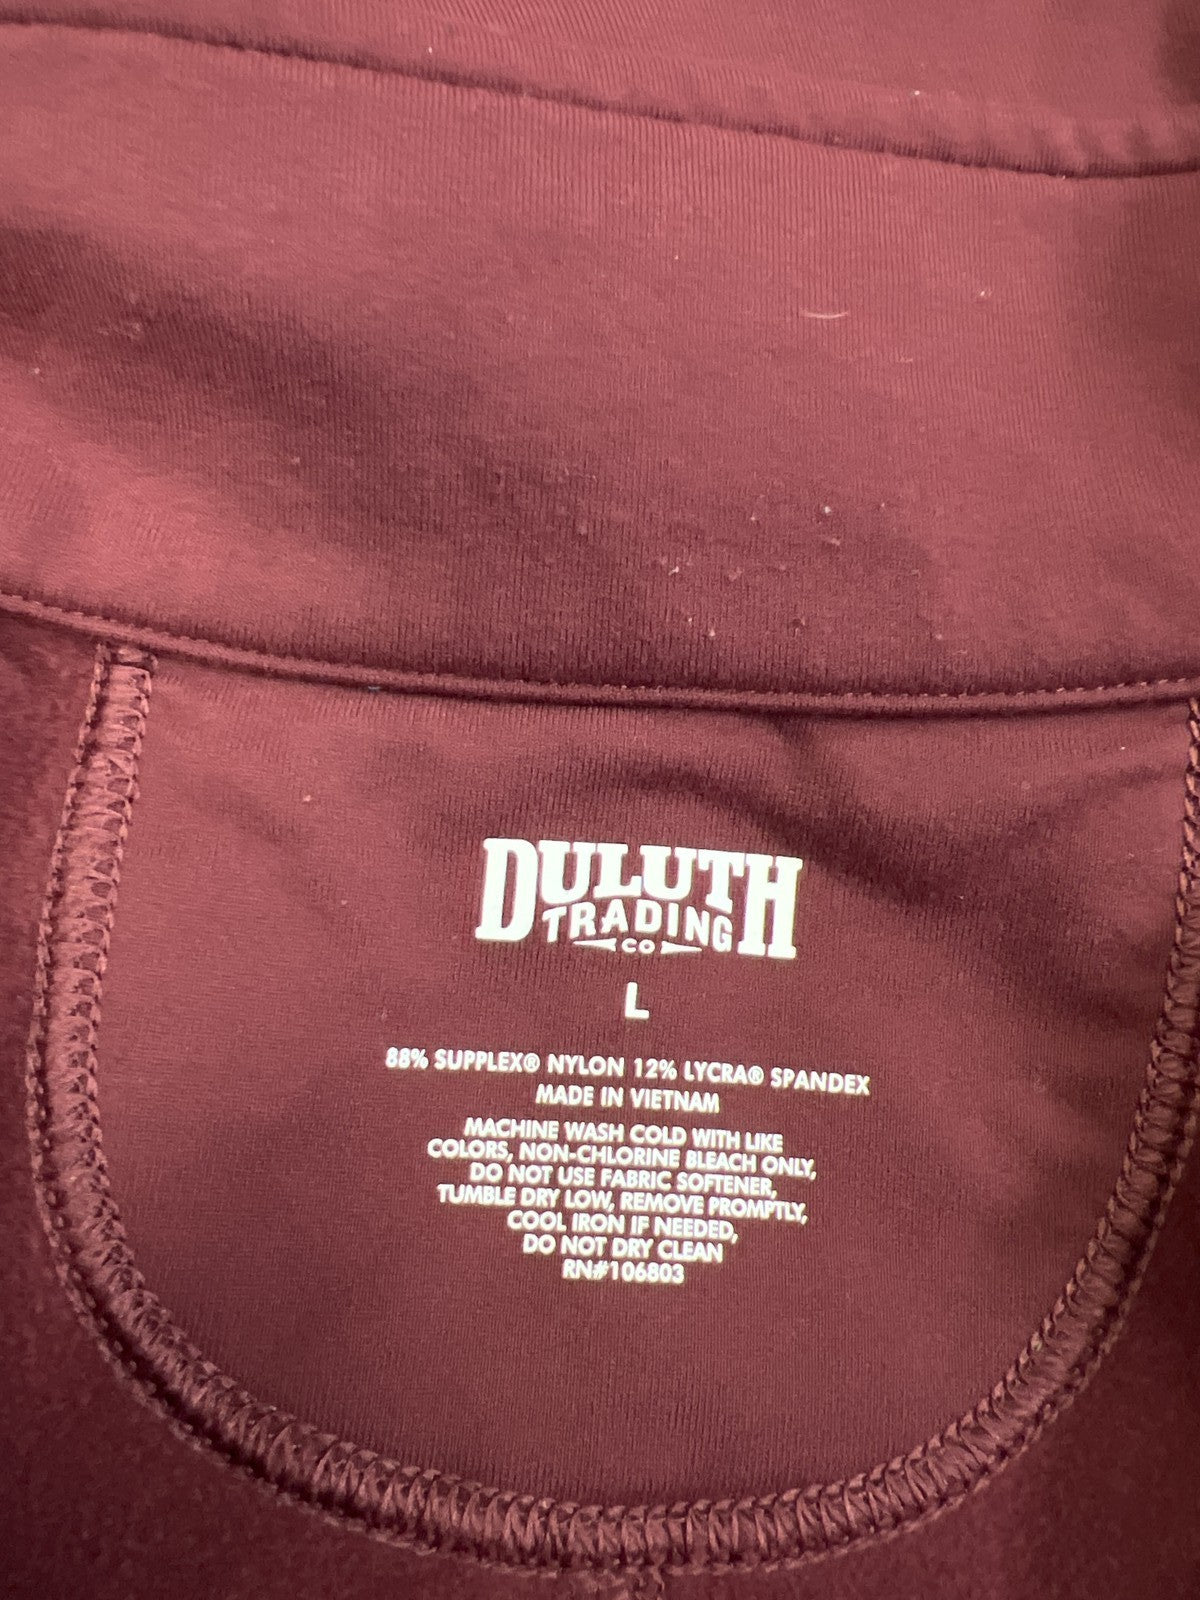 DULUTH
TRADING
CO
L
88% SUPPLEX® NYLON 12% LYCRA® SPANDEX
MADE IN VIETNAM
MACHINE WASH COLD WITH LIKE
COLORS, NON-CHLORINE BLEACH ONLY,
DO NOT USE FABRIC SOFTENER,
TUMBLE DRY LOW, REMOVE PROMPTLY,
COOL IRON IF NEEDED,
DO NOT DRY CLEAN
RN#106803